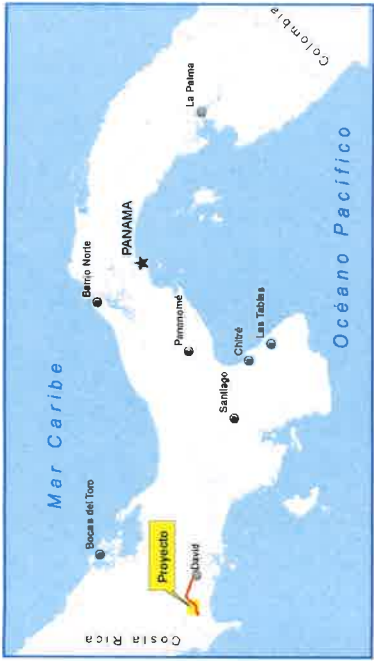 Mar Caribe
Costa Rica
Bocas del Toro
Barrio Norte
PANAMA
Proyecto
David
Penonomé
Santiago
Chitré
Las Tablas
La Palma
Colombia
Océano Pacífico